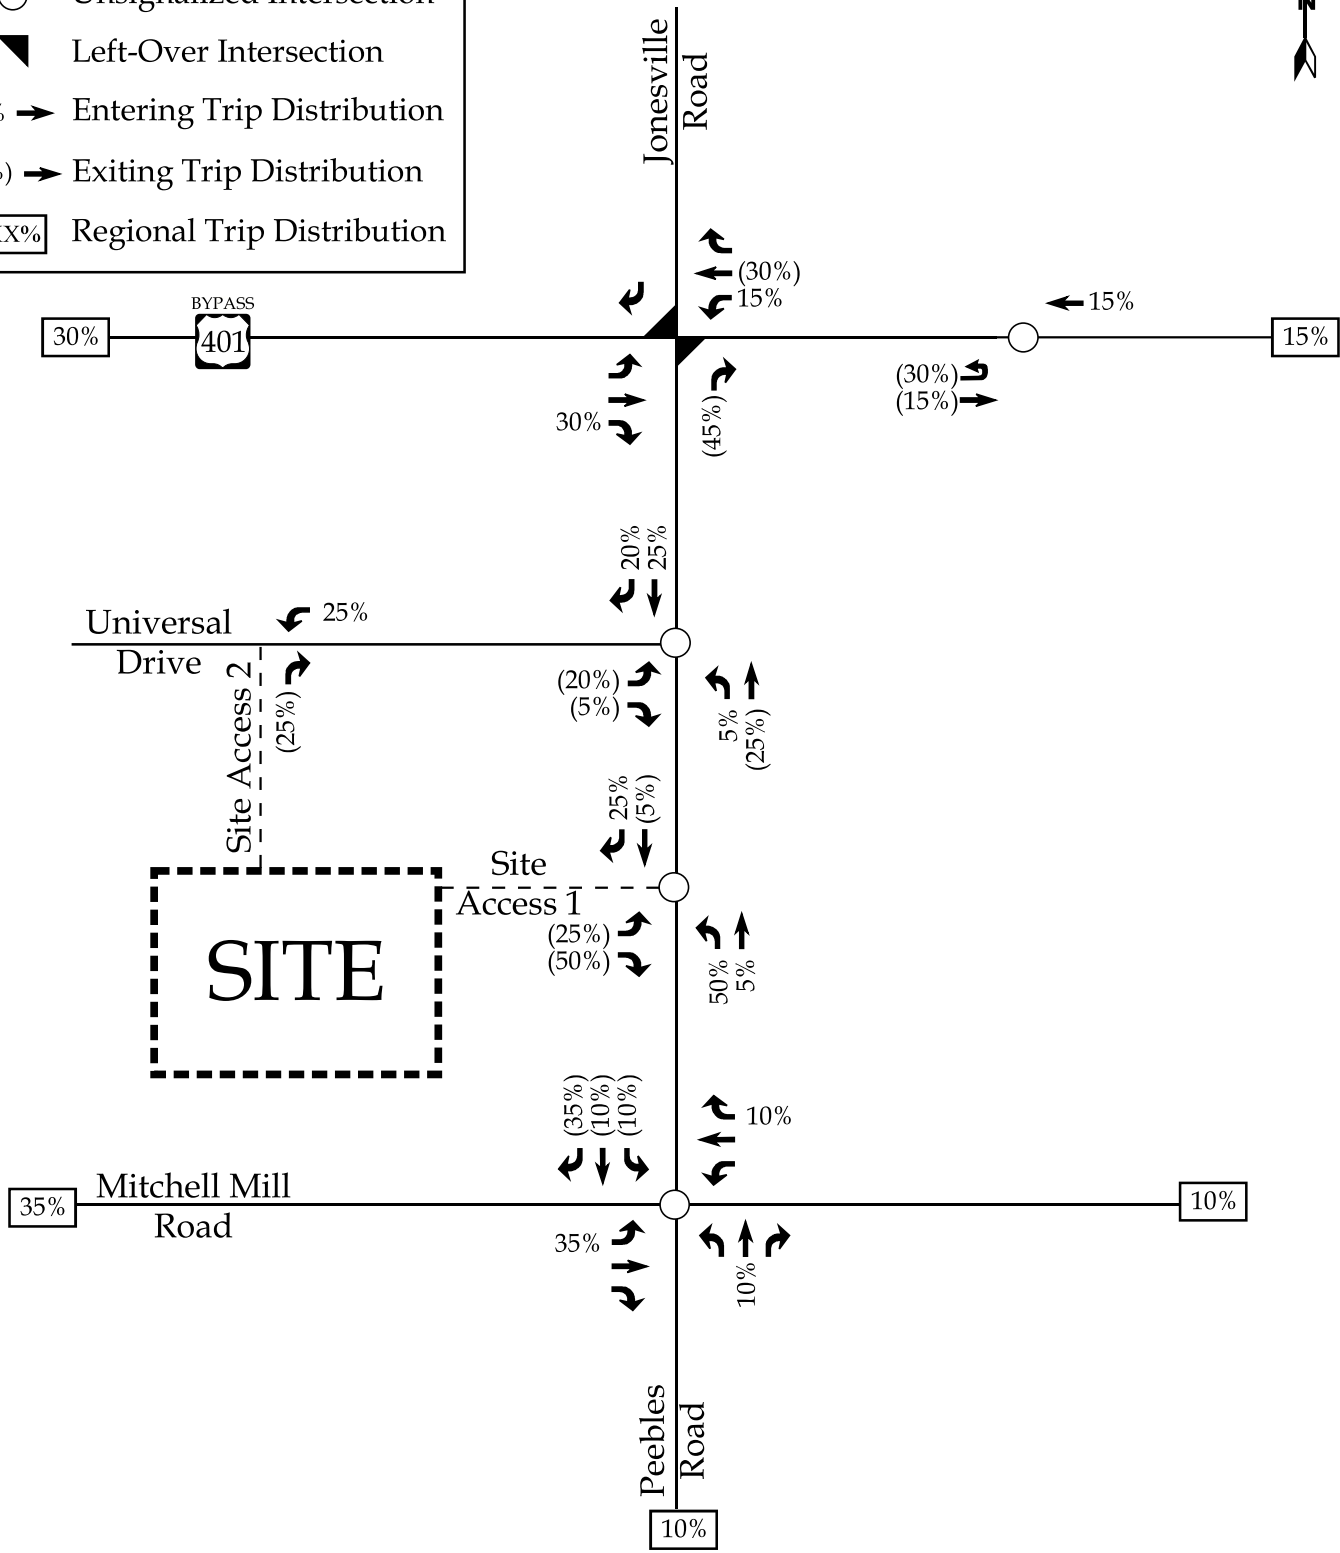 Left-Over Intersection
Entering Trip Distribution
Exiting Trip Distribution
XX% Regional Trip Distribution
N
Jonesville
Road
(30%)
15%
BYPASS
401
30%
15%
15%
(30%)
(15%)
30%
(45%)
20%
25%
Universal
Drive
25%
Site Access 2
(25%)
(20%)
(5%)
5%
(25%)
25%
(5%)
Site
Access 1
(25%)
(50%)
50%
5%
SITE
(35%)
(10%)
(10%)
10%
35%
Mitchell Mill
Road
10%
35%
10%
Peebles
Road
10%